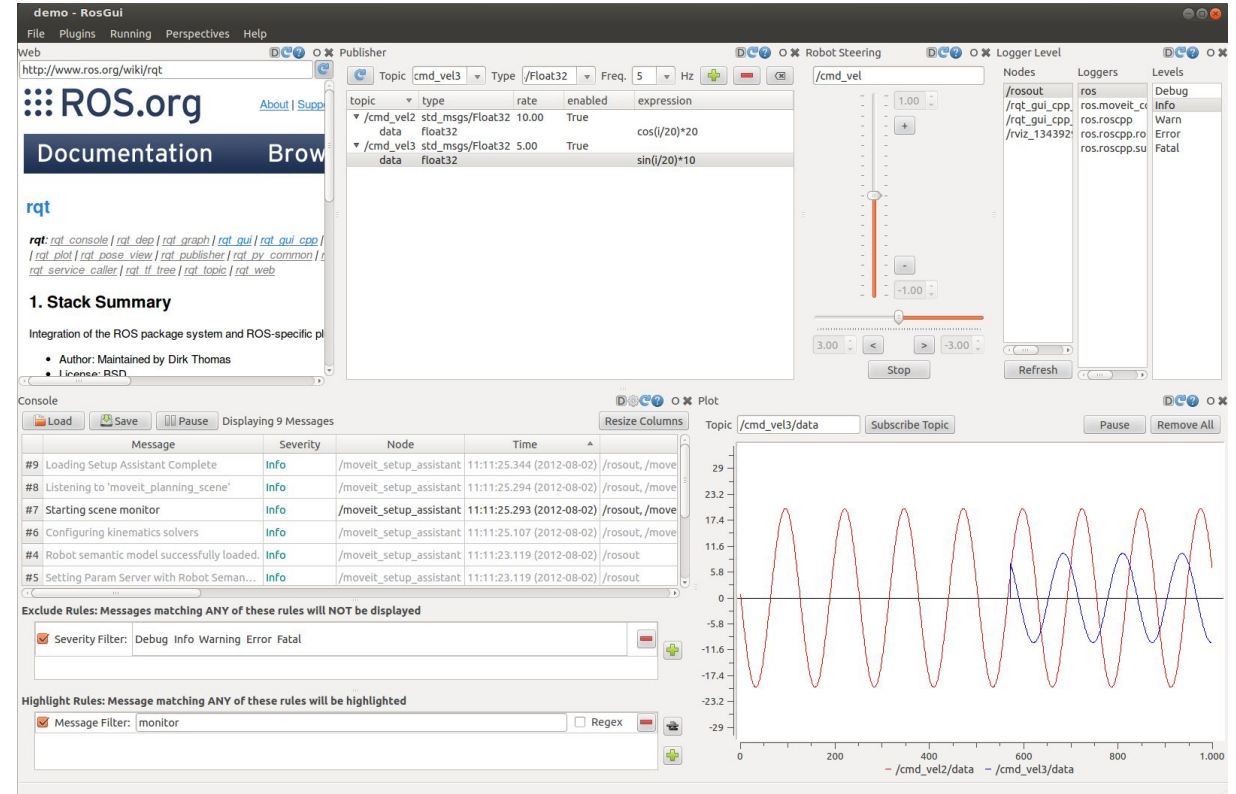 demo - RosGui
File Plugins Running Perspectives Help
Web
http://www.ros.org/wiki/rqt
ROS.org
About | Supp
Documentation Brow
rqt
rqt: rqt_console | rqt_dep | rqt_graph | rqt_gui | rqt_gui_cpp |
| rqt_plot | rqt_pose_view | rqt_publisher | rqt_py_common | r
rqt_service_caller | rqt_tf_tree | rqt_topic | rqt_web
1. Stack Summary
Integration of the ROS package system and ROS-specific pl
• Author: Maintained by Dirk Thomas
• License: BSD
Publisher
Topic cmd_vel3 Type /Float32 Freq. 5 Hz
topic type rate enabled expression
/cmd_vel2 std_msgs/Float32 10.00 True
data float32 cos(i/20)*20
/cmd_vel3 std_msgs/Float32 5.00 True
data float32 sin(i/20)*10
Robot Steering
/cmd_vel
1.00
+
-
-1.00
3.00 < > -3.00
Stop
Logger Level
Nodes Loggers Levels
/rosout ros Debug
/rqt_gui_cpp_ ros.moveit_co Info
/rqt_gui_cpp_ ros.roscpp Warn
/rviz_134392 ros.roscpp.ro Error
ros.roscpp.su Fatal
Refresh
Console
Load Save Pause Displaying 9 Messages Resize Columns
Message Severity Node Time
#9 Loading Setup Assistant Complete Info /moveit_setup_assistant 11:11:25.344 (2012-08-02) /rosout, /move
#8 Listening to 'moveit_planning_scene' Info /moveit_setup_assistant 11:11:25.294 (2012-08-02) /rosout, /move
#7 Starting scene monitor Info /moveit_setup_assistant 11:11:25.293 (2012-08-02) /rosout, /move
#6 Configuring kinematics solvers Info /moveit_setup_assistant 11:11:25.107 (2012-08-02) /rosout, /move
#4 Robot semantic model successfully loaded. Info /moveit_setup_assistant 11:11:23.119 (2012-08-02) /rosout
#5 Setting Param Server with Robot Seman... Info /moveit_setup_assistant 11:11:23.119 (2012-08-02) /rosout
Exclude Rules: Messages matching ANY of these rules will NOT be displayed
Severity Filter: Debug Info Warning Error Fatal
Highlight Rules: Message matching ANY of these rules will be highlighted
Message Filter: monitor Regex
Plot
Topic /cmd_vel3/data Subscribe Topic Pause Remove All
29
23.2
17.4
11.6
5.8
0
-5.8
-11.6
-17.4
-23.2
-29
0 200 400 600 800 1.000
/cmd_vel2/data /cmd_vel3/data